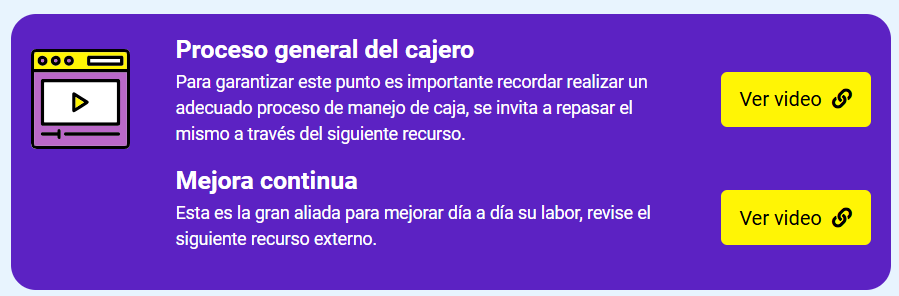 Proceso general del cajero
Para garantizar este punto es importante recordar realizar un
adecuado proceso de manejo de caja, se invita a repasar el
mismo a través del siguiente recurso.
Ver video
Mejora continua
Esta es la gran aliada para mejorar día a día su labor, revise el
siguiente recurso externo.
Ver video